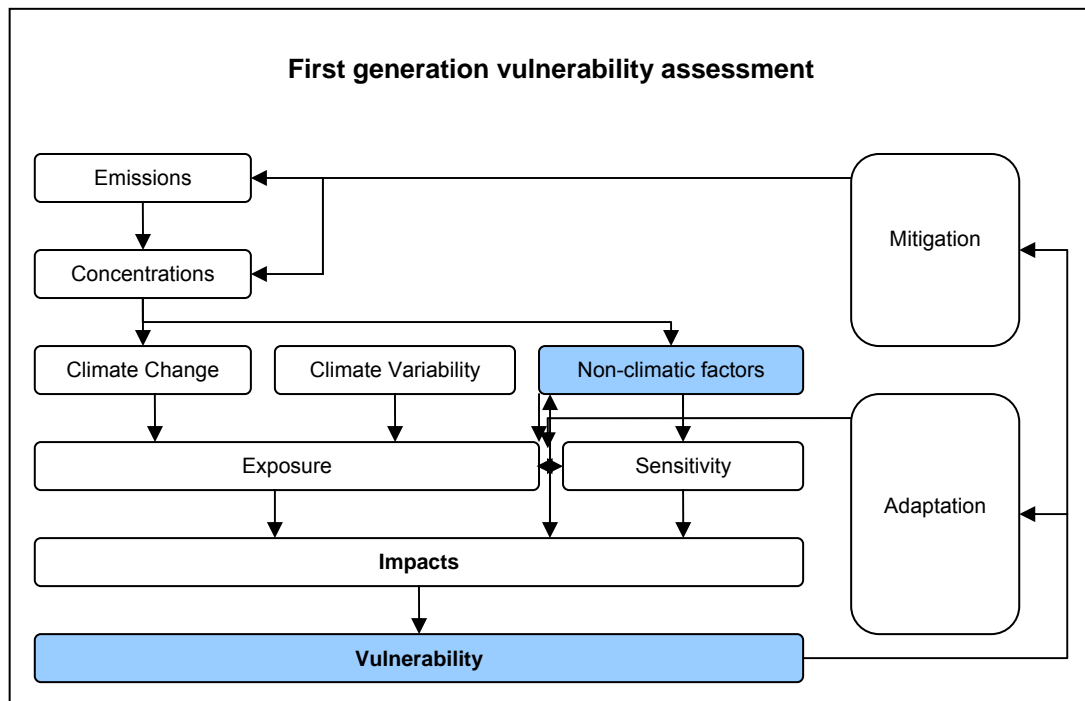 First generation vulnerability assessment
Emissions
Mitigation
Concentrations
Climate Change
Climate Variability
Non-climatic factors
Exposure
Sensitivity
Adaptation
Impacts
Vulnerability